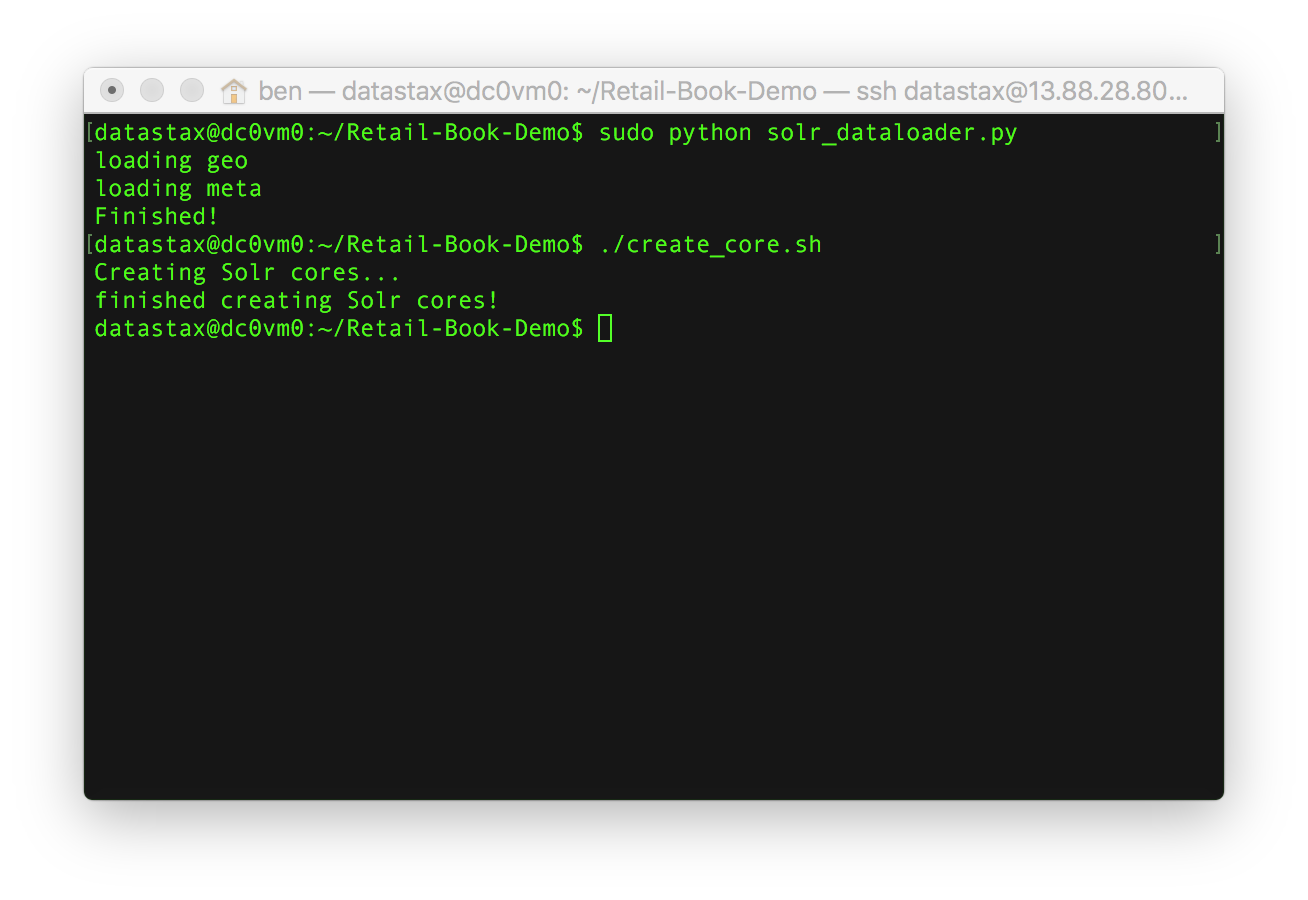 ben — datastax@dc0vm0: ~/Retail-Book-Demo — ssh datastax@13.88.28.80...
[datastax@dc0vm0:~/Retail-Book-Demo$ sudo python solr_dataloader.py ]
loading geo
loading meta
Finished!
[datastax@dc0vm0:~/Retail-Book-Demo$ ./create_core.sh ]
Creating Solr cores...
finished creating Solr cores!
datastax@dc0vm0:~/Retail-Book-Demo$